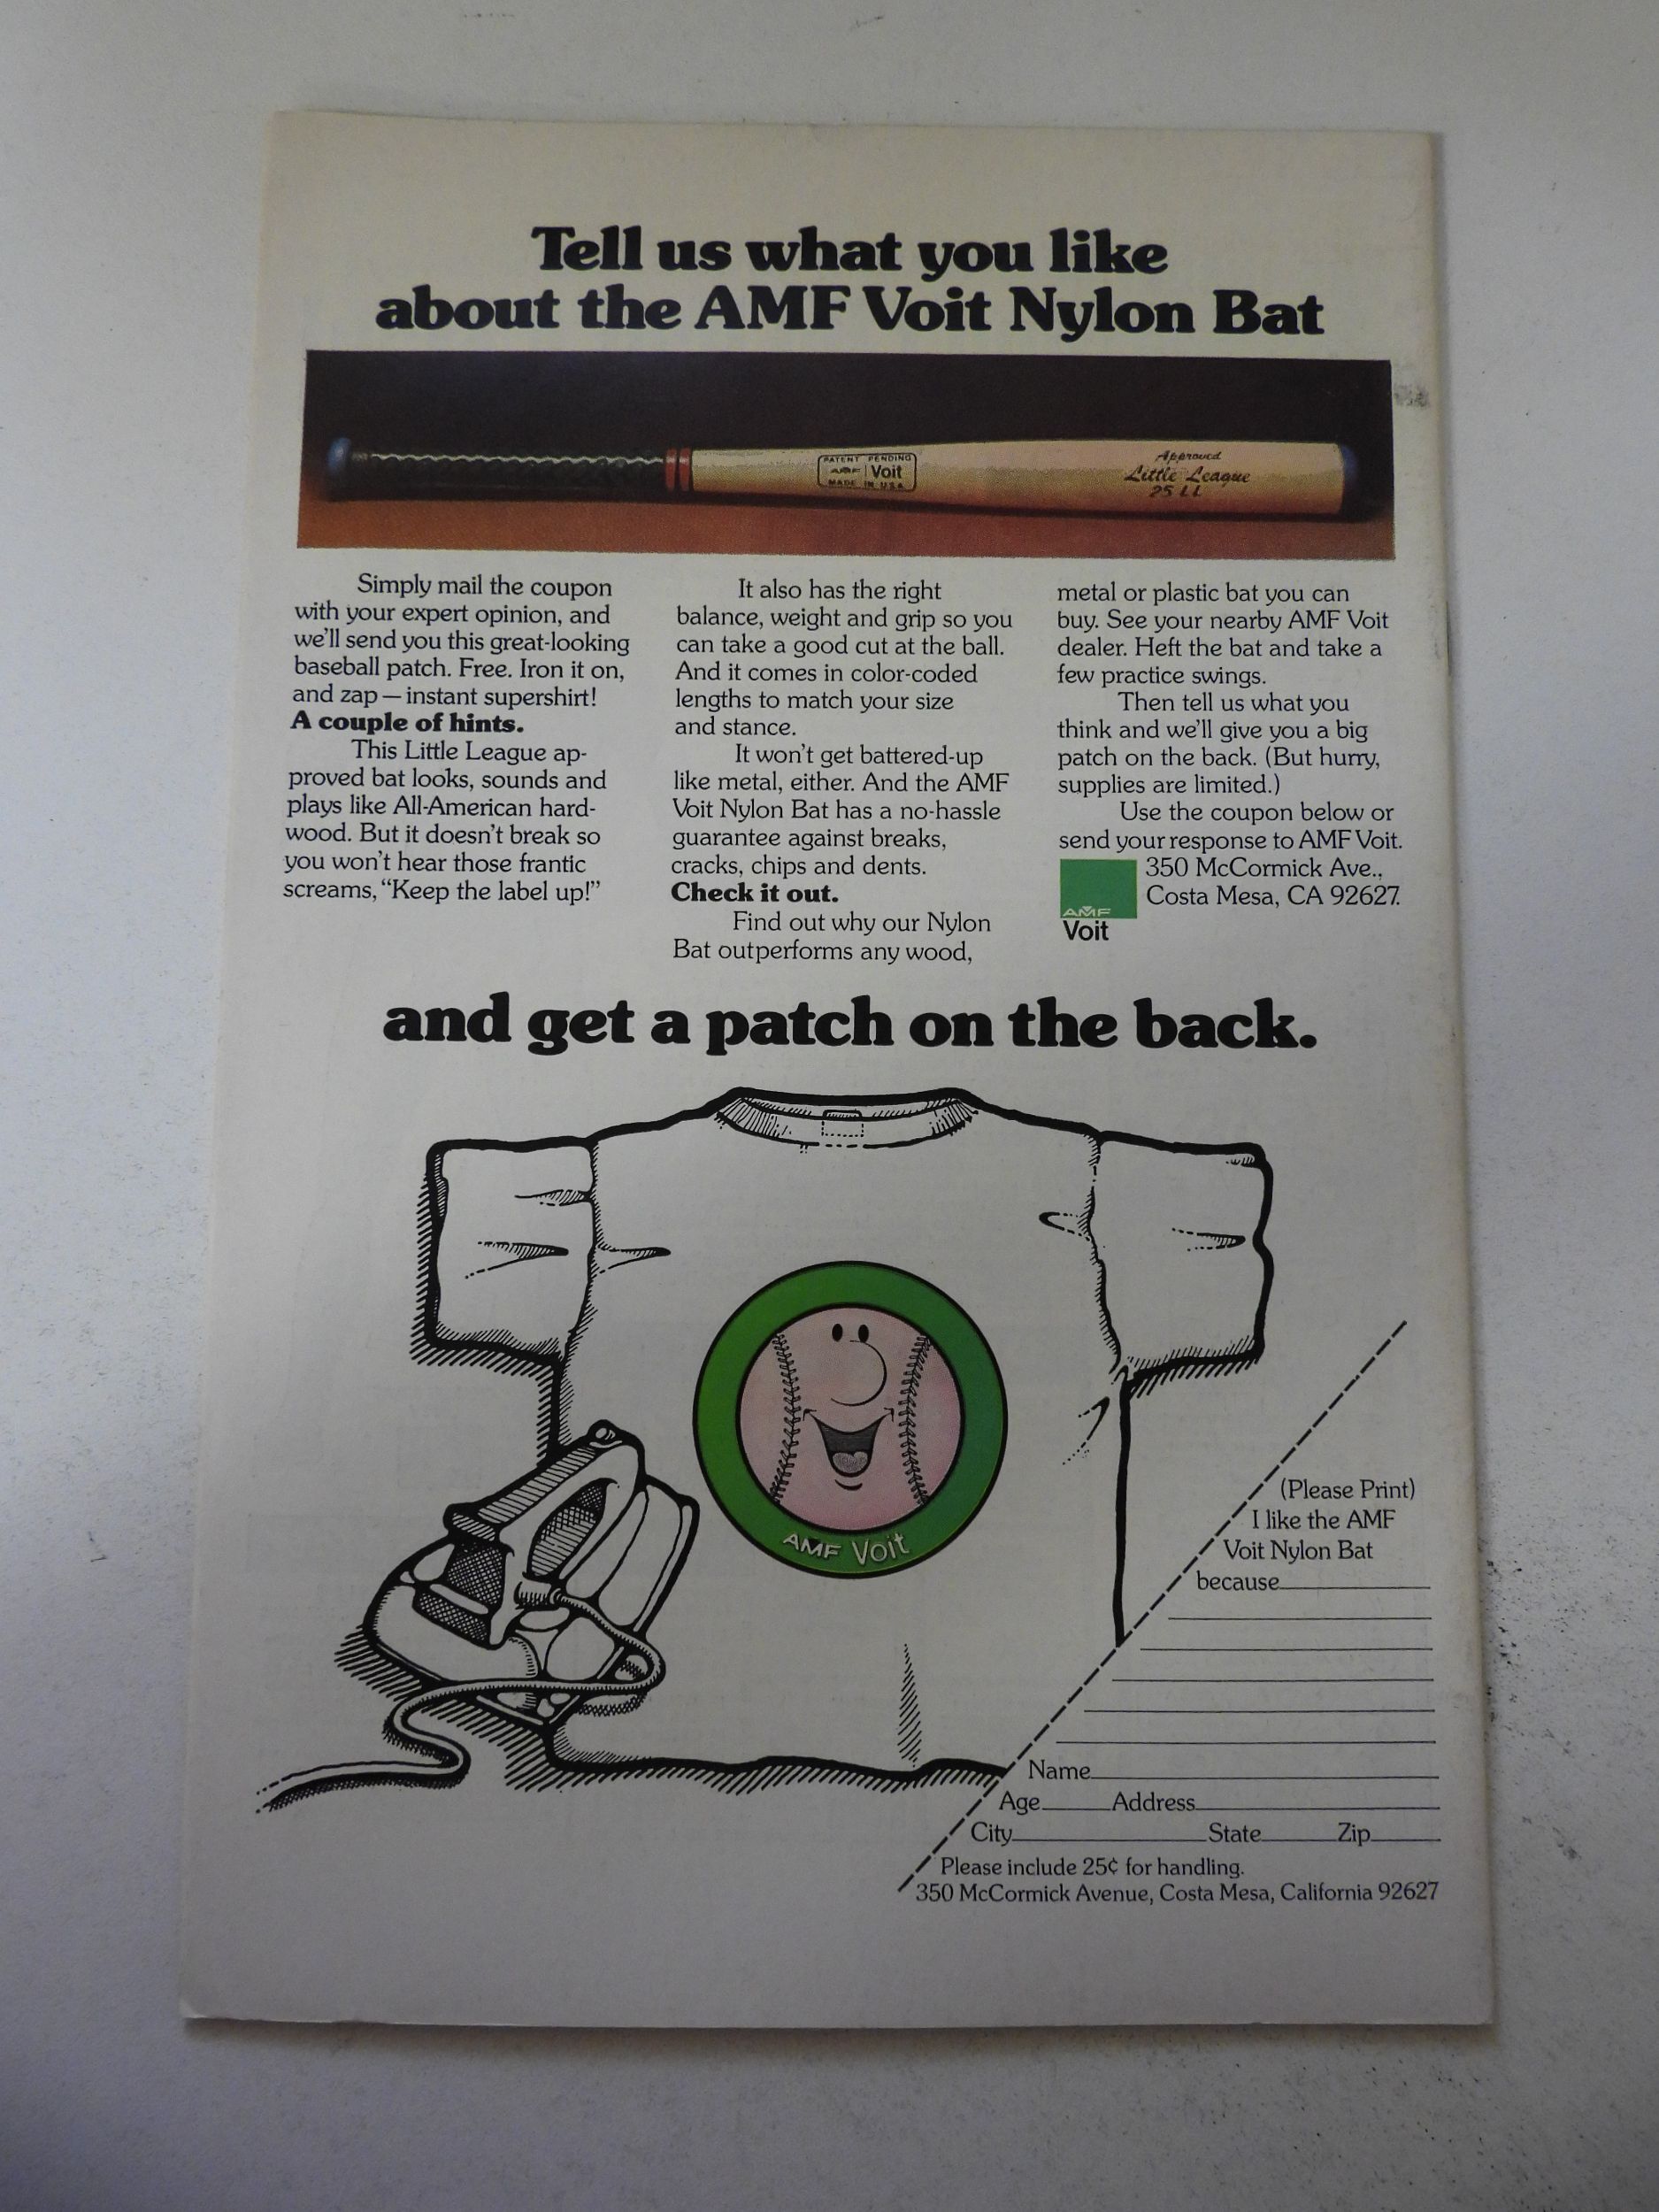 Tell us what you like
about the AMF Voit Nylon Bat
PATENT PENDING
AMF Voit
MADE IN USA
Approved
Little League
25 LL
Simply mail the coupon
with your expert opinion, and
we'll send you this great-looking
baseball patch. Free. Iron it on,
and zap — instant supershirt!
A couple of hints.
This Little League ap-
proved bat looks, sounds and
plays like All-American hard-
wood. But it doesn't break so
you won't hear those frantic
screams, "Keep the label up!"
It also has the right
balance, weight and grip so you
can take a good cut at the ball.
And it comes in color-coded
lengths to match your size
and stance.
It won't get battered-up
like metal, either. And the AMF
Voit Nylon Bat has a no-hassle
guarantee against breaks,
cracks, chips and dents.
Check it out.
Find out why our Nylon
Bat outperforms any wood,
metal or plastic bat you can
buy. See your nearby AMF Voit
dealer. Heft the bat and take a
few practice swings.
Then tell us what you
think and we'll give you a big
patch on the back. (But hurry,
supplies are limited.)
Use the coupon below or
send your response to AMF Voit.
350 McCormick Ave.,
Costa Mesa, CA 92627.
AMF
Voit
and get a patch on the back.
AMF Voit
(Please Print)
I like the AMF
Voit Nylon Bat
because
Name
Age Address
City State Zip
Please include 25¢ for handling.
350 McCormick Avenue, Costa Mesa, California 92627